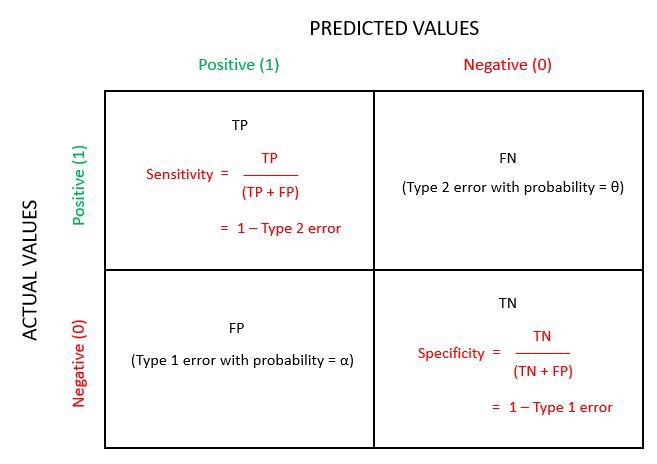 PREDICTED VALUES
Positive (1)
Negative (0)
ACTUAL VALUES
Positive (1)
TP
Sensitivity = TP
(TP + FP)
= 1 – Type 2 error
FN
(Type 2 error with probability = θ)
Negative (0)
FP
(Type 1 error with probability = α)
TN
Specificity = TN
(TN + FP)
= 1 – Type 1 error